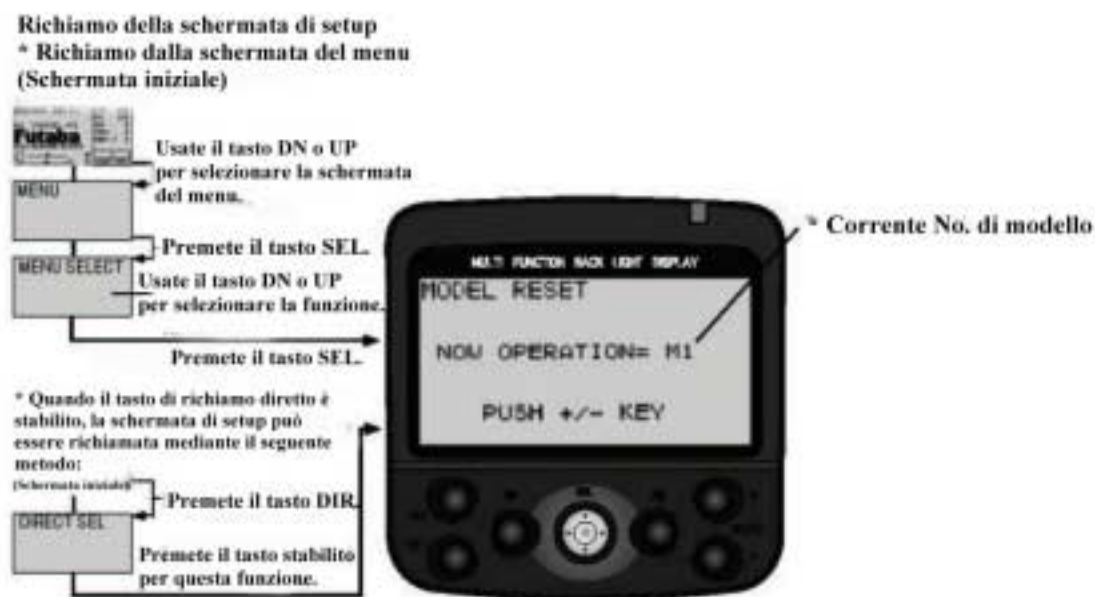 Richiamo della schermata di setup
* Richiamo dalla schermata del menu
(Schermata iniziale)
Futaba
Usate il tasto DN o UP
per selezionare la schermata
del menu.
MENU
Premete il tasto SEL.
MENU SELECT
Usate il tasto DN o UP
per selezionare la funzione.
Premete il tasto SEL.
* Quando il tasto di richiamo diretto è
stabilito, la schermata di setup può
essere richiamata mediante il seguente
metodo:
(Schermata iniziale)
Premete il tasto DIR.
DIRECT SEL
Premete il tasto stabilito
per questa funzione.
* Corrente No. di modello
MULTI FUNCTION BACK LIGHT DISPLAY
MODEL RESET
NOW OPERATION= M1
PUSH +/- KEY